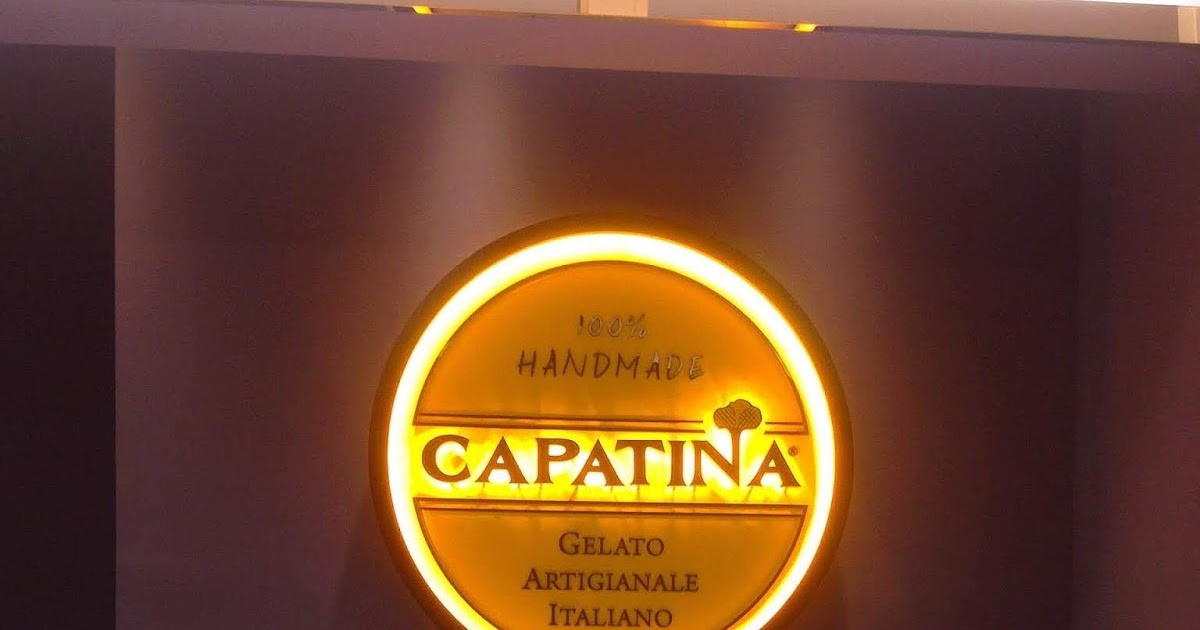 100%
HANDMADE
CAPATINA®
GELATO
ARTIGIANALE
ITALIANO